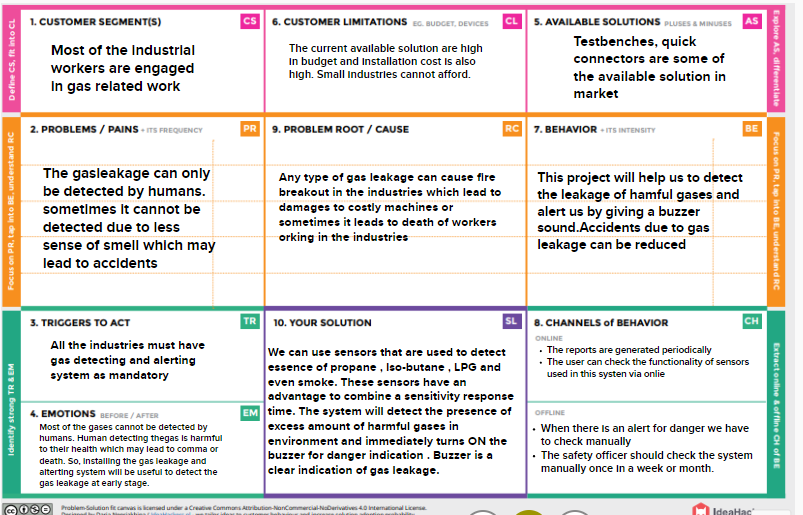 1. CUSTOMER SEGMENT(S) CS
Most of the industrial
workers are engaged
in gas related work
6. CUSTOMER LIMITATIONS EG. BUDGET, DEVICES CL
The current available solution are high
in budget and installation cost is also
high. Small industries cannot afford.
5. AVAILABLE SOLUTIONS PLUSES & MINUSES AS
Testbenches, quick
connectors are some of
the available solution in
market
Define CS, fit into CL
Explore AS, differentiate
2. PROBLEMS / PAINS + ITS FREQUENCY PR
The gasleakage can only
be detected by humans.
sometimes it cannot be
detected due to less
sense of smell which may
lead to accidents
9. PROBLEM ROOT / CAUSE RC
Any type of gas leakage can cause fire
breakout in the industries which lead to
damages to costly machines or
sometimes it leads to death of workers
orking in the industries
7. BEHAVIOR + ITS INTENSITY BE
This project will help us to detect
the leakage of hamful gases and
alert us by giving a buzzer
sound.Accidents due to gas
leakage can be reduced
Focus on PR, tap into BE, understand RC
Focus on PR, tap into BE, understand RC
3. TRIGGERS TO ACT TR
All the industries must have
gas detecting and alerting
system as mandatory
4. EMOTIONS BEFORE / AFTER EM
Most of the gases cannot be detected by
humans. Human detecting thegas is harmful
to their health which may lead to coma or
death. So, installing the gas leakage and
alterting system will be useful to detect the
gas leakage at early stage.
10. YOUR SOLUTION SL
We can use sensors that are used to detect
essence of propane , Iso-butane , LPG and
even smoke. These sensors have an
advantage to combine a sensitivity response
time. The system will detect the presence of
excess amount of harmful gases in
environment and immediately turns ON the
buzzer for danger indication . Buzzer is a
clear indication of gas leakage.
8. CHANNELS of BEHAVIOR CH
ONLINE
• The reports are generated periodically
• The user can check the functionality of sensors
used in this systen via onlie
OFFLINE
• When there is an alert for danger we have
to check manually
• The safety officer should check the system
manually once in a week or month.
Identify strong TR & EM
Extract online & offline CH of BE
Problem-Solution fit canvas is licensed under a Creative Commons Attribution-NonCommercial-NoDerivatives 4.0 International License.
IdeaHac